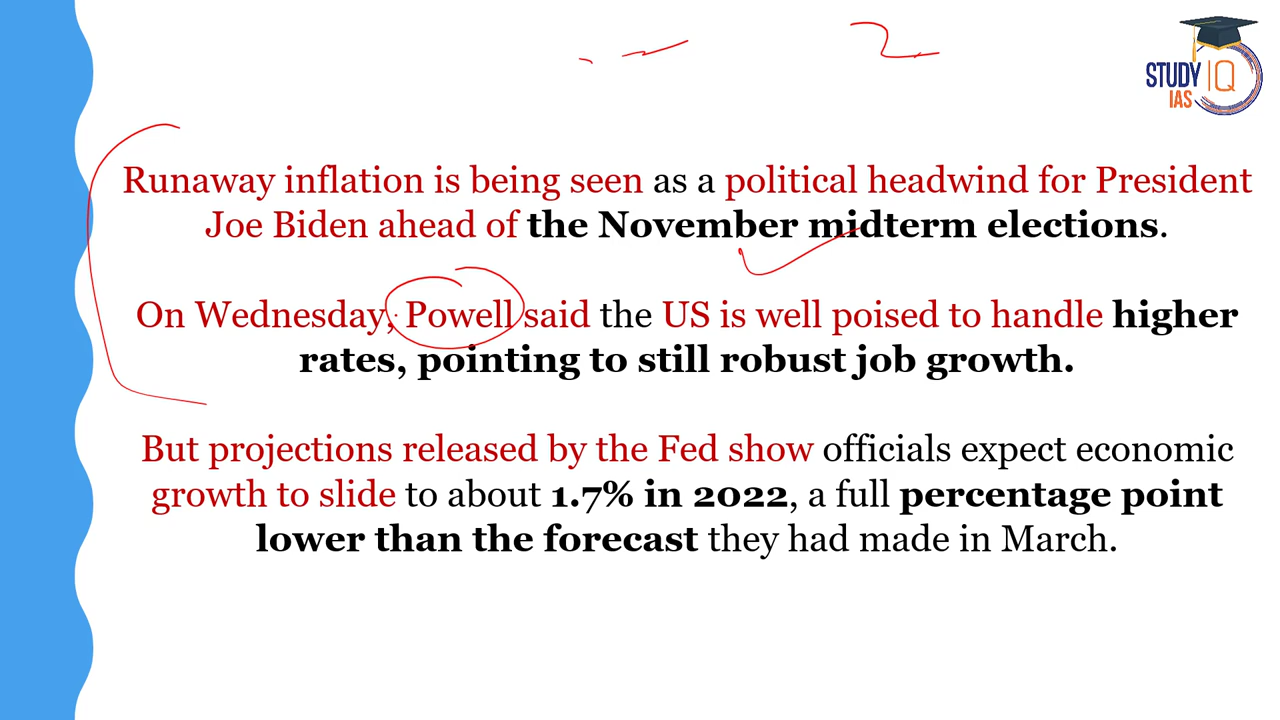 STUDY IQ
IAS
Runaway inflation is being seen as a political headwind for President
Joe Biden ahead of the November midterm elections.
On Wednesday, Powell said the US is well poised to handle higher
rates, pointing to still robust job growth.
But projections released by the Fed show officials expect economic
growth to slide to about 1.7% in 2022, a full percentage point
lower than the forecast they had made in March.